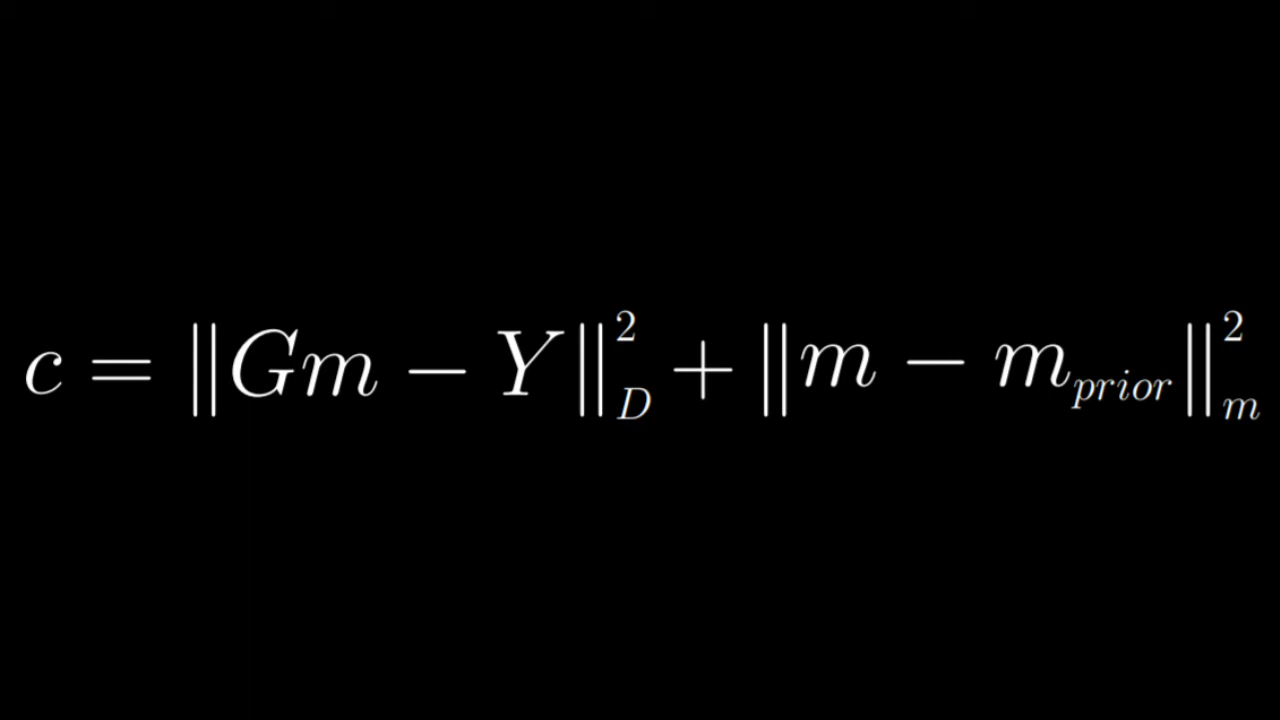 c = ‖Gm − Y‖²_D + ‖m − m_prior‖²_m